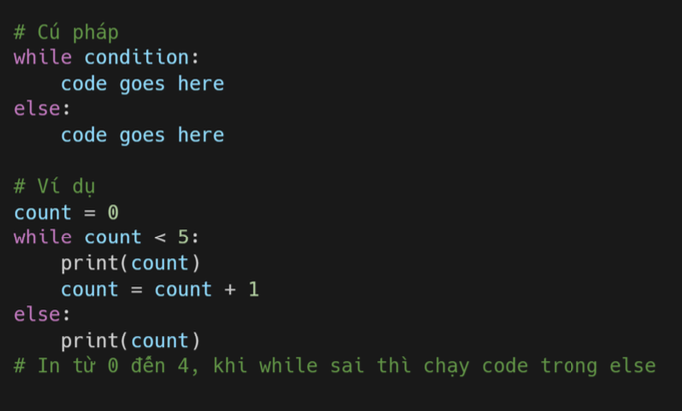 # Cú pháp
while condition:
    code goes here
else:
    code goes here

# Ví dụ
count = 0
while count < 5:
    print(count)
    count = count + 1
else:
    print(count)
# In từ 0 đến 4, khi while sai thì chạy code trong else